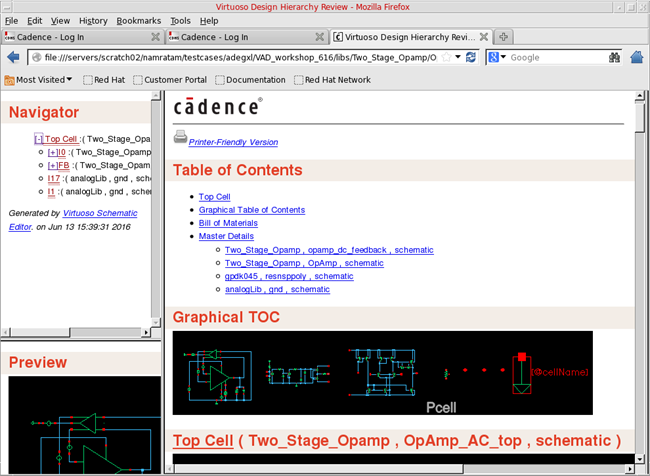 Virtuoso Design Hierarchy Review - Mozilla Firefox
File Edit View History Bookmarks Tools Help
Cadence - Log In
Cadence - Log In
Virtuoso Design Hierarchy Revi...
file:///servers/scratch02/namratam/testcases/adegxl/VAD_workshop_616/libs/Two_Stage_Opamp/O
Google
Most Visited
Red Hat
Customer Portal
Documentation
Red Hat Network
Navigator
[-] Top Cell :( Two_Stage_Opa
[+]I0 :( Two_Stage_Opamp
[+]FB :( Two_Stage_Opam
I17 :( analogLib , gnd , sche
I1 :( analogLib , gnd , schem
Generated by Virtuoso Schematic
Editor. on Jun 13 15:39:31 2016
Preview
cādence®
Printer-Friendly Version
Table of Contents
Top Cell
Graphical Table of Contents
Bill of Materials
Master Details
Two_Stage_Opamp , opamp_dc_feedback , schematic
Two_Stage_Opamp , OpAmp , schematic
gpdk045 , resnsppoly , schematic
analogLib , gnd , schematic
Graphical TOC
[@cellName]
Pcell
Top Cell ( Two_Stage_Opamp , OpAmp_AC_top , schematic )